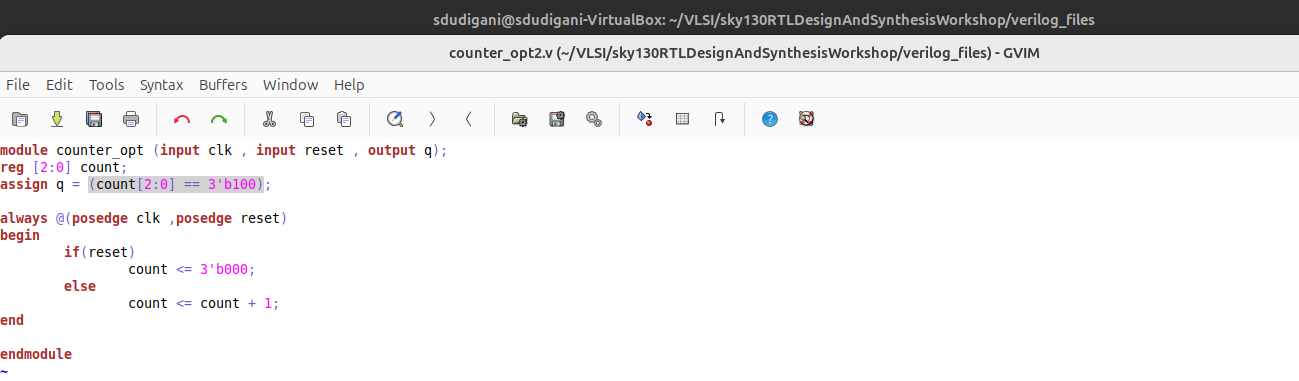 sdudigani@sdudigani-VirtualBox: ~/VLSI/sky130RTLDesignAndSynthesisWorkshop/verilog_files
counter_opt2.v (~/VLSI/sky130RTLDesignAndSynthesisWorkshop/verilog_files) - GVIM
File Edit Tools Syntax Buffers Window Help
module counter_opt (input clk , input reset , output q);
reg [2:0] count;
assign q = (count[2:0] == 3'b100);
always @(posedge clk ,posedge reset)
begin
        if(reset)
                count <= 3'b000;
        else
                count <= count + 1;
end
endmodule
~